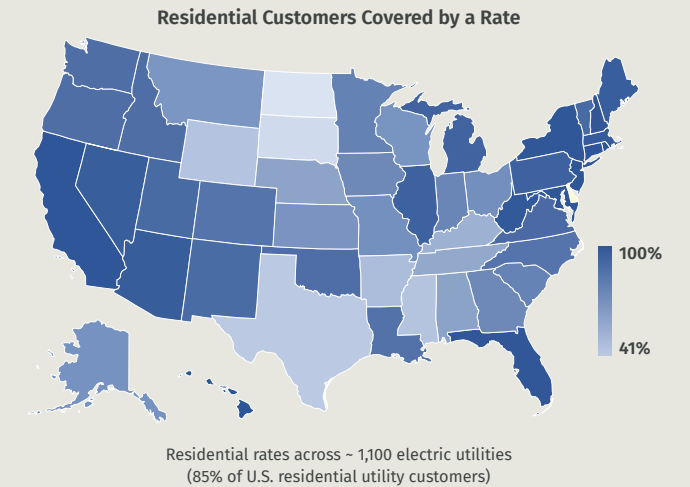 Residential Customers Covered by a Rate
100%
41%
Residential rates across ~ 1,100 electric utilities
(85% of U.S. residential utility customers)